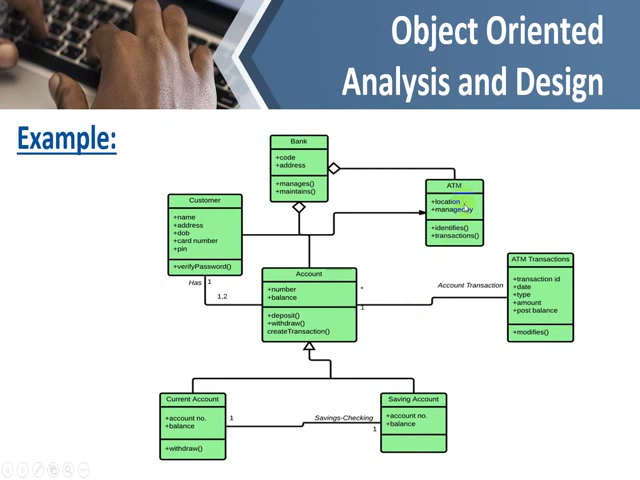 Object Oriented
Analysis and Design
Example:
Bank
+code
+address
+manages()
+maintains()
ATM
+location
+managedby
+identifies()
+transactions()
Customer
+name
+address
+dob
+card number
+pin
+verifyPassword()
Has
1
1,2
Account
+number
+balance
+deposit()
+withdraw()
createTransaction()
*
1
Account Transaction
ATM Transactions
+transaction id
+date
+type
+amount
+post balance
+modifies()
Current Account
+account no.
+balance
+withdraw()
1
Savings-Checking
1
Saving Account
+account no.
+balance